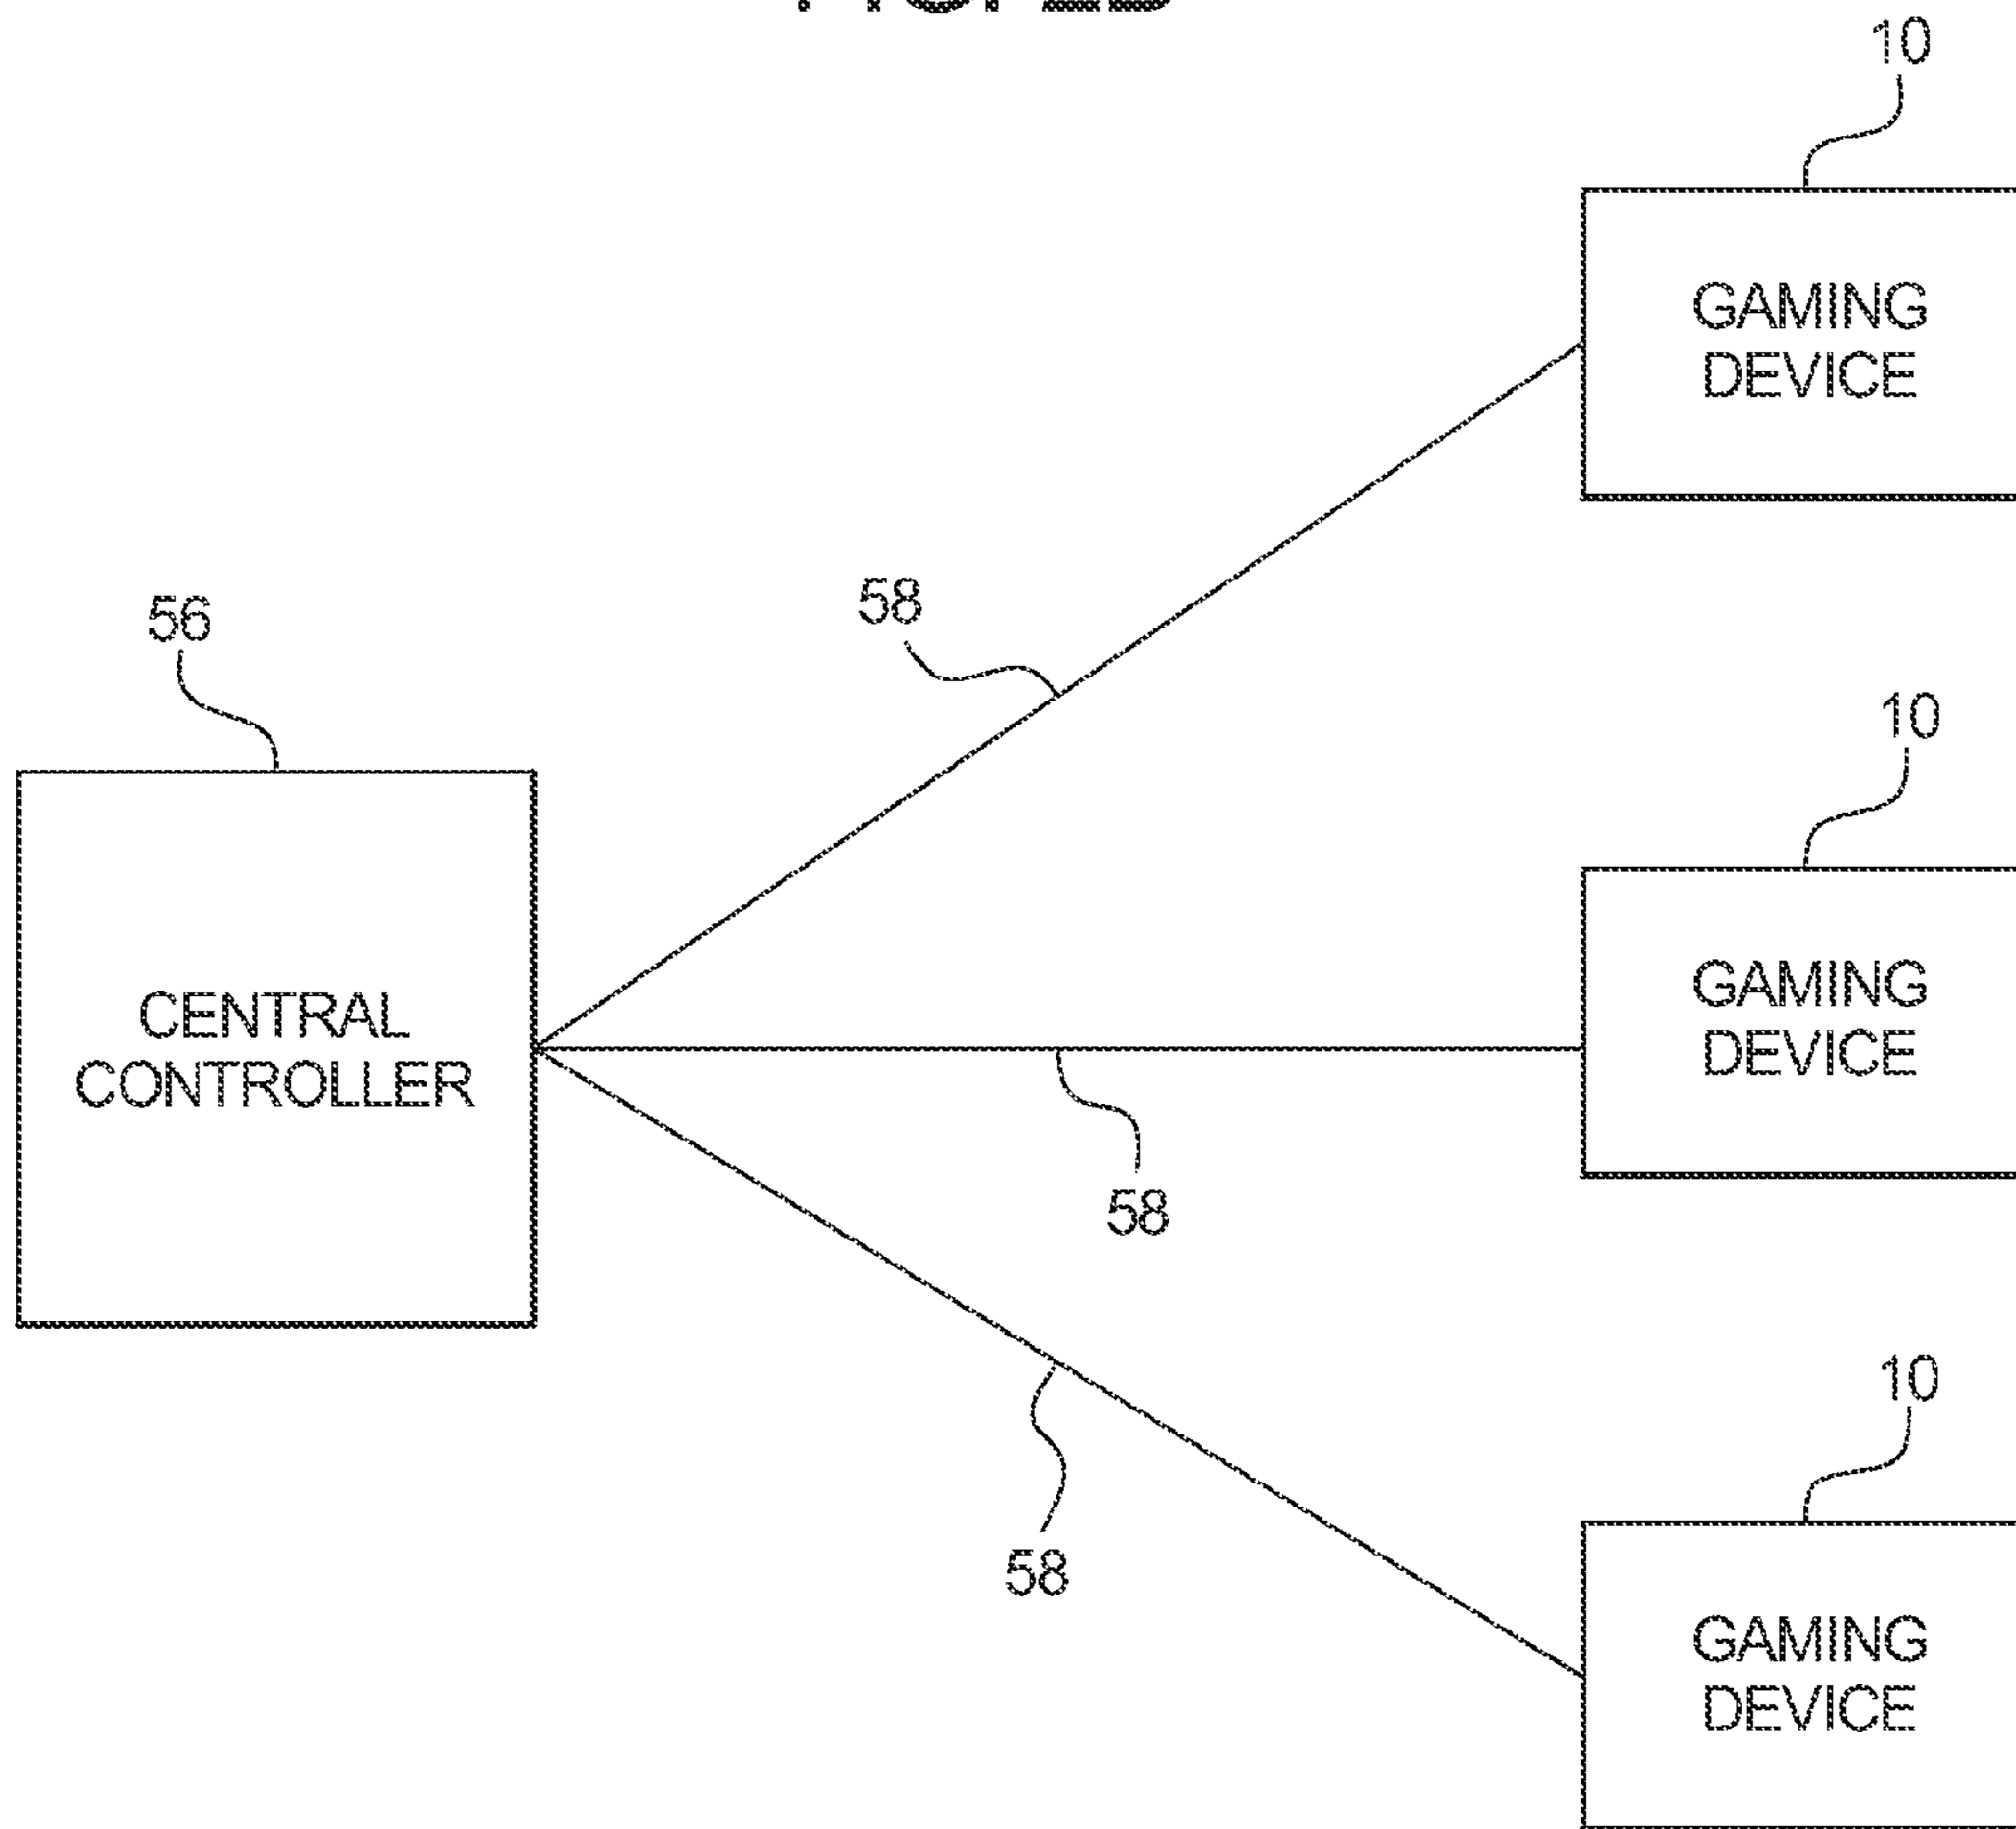 10
GAMING
DEVICE
58
56
10
CENTRAL
CONTROLLER
GAMING
DEVICE
58
10
58
GAMING
DEVICE